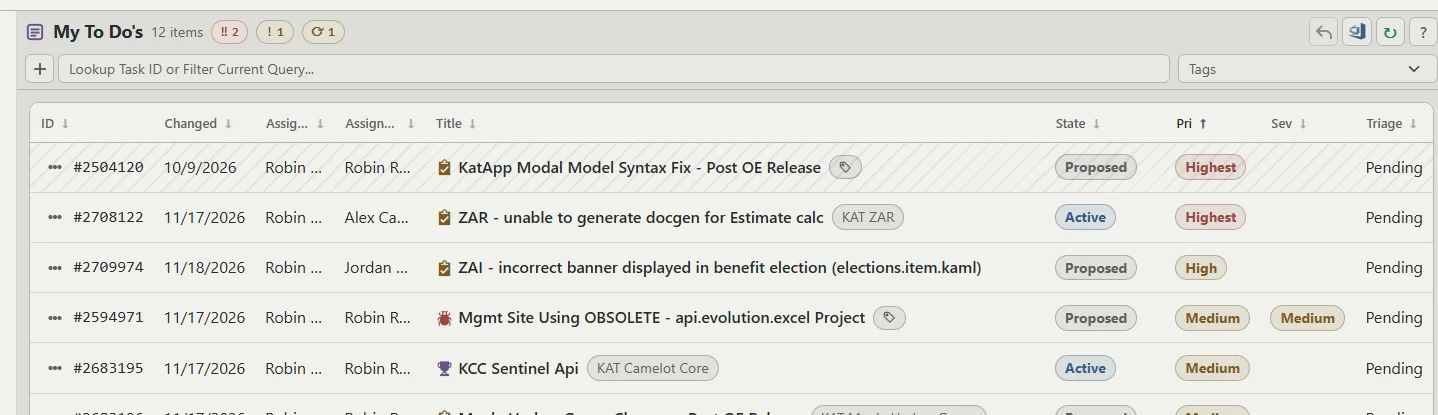 My To Do's 12 items !! 2 ! 1 1 ?
+ Lookup Task ID or Filter Current Query... Tags
ID ↓ Changed ↓ Assig... ↓ Assign... ↓ Title ↓ State ↓ Pri ↑ Sev ↓ Triage ↓
••• #2504120 10/9/2026 Robin ... Robin R... KatApp Modal Model Syntax Fix - Post OE Release Proposed Highest Pending
••• #2708122 11/17/2026 Robin ... Alex Ca... ZAR - unable to generate docgen for Estimate calc KAT ZAR Active Highest Pending
••• #2709974 11/18/2026 Robin ... Jordan ... ZAI - incorrect banner displayed in benefit election (elections.item.kaml) Proposed High Pending
••• #2594971 11/17/2026 Robin ... Robin R... Mgmt Site Using OBSOLETE - api.evolution.excel Project Proposed Medium Medium Pending
••• #2683195 11/17/2026 Robin ... Robin R... KCC Sentinel Api KAT Camelot Core Active Medium Pending